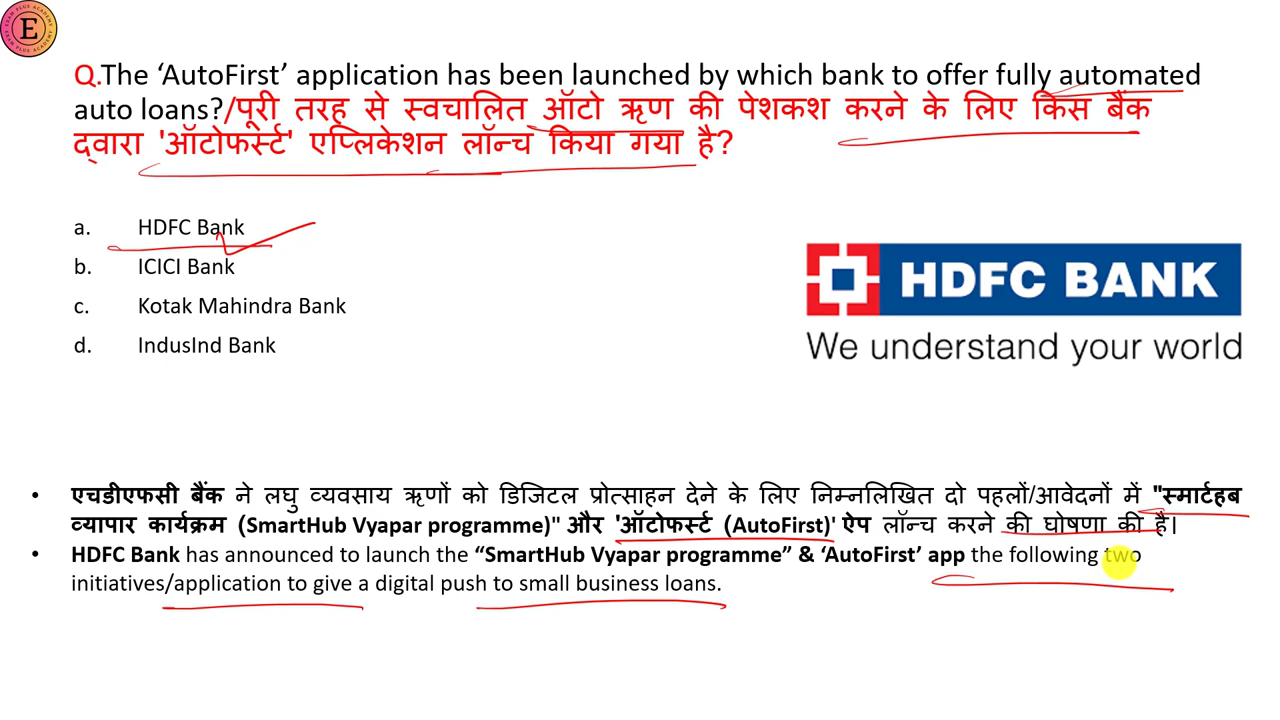 E
EXAM PLUS ACADEMY
Q.The ‘AutoFirst’ application has been launched by which bank to offer fully automated
auto loans?/पूरी तरह से स्वचालित ऑटो ऋण की पेशकश करने के लिए किस बैंक
द्वारा 'ऑटोफर्स्ट' एप्लिकेशन लॉन्च किया गया है?
a. HDFC Bank
b. ICICI Bank
c. Kotak Mahindra Bank
d. IndusInd Bank
HDFC BANK
We understand your world
• एचडीएफसी बैंक ने लघु व्यवसाय ऋणों को डिजिटल प्रोत्साहन देने के लिए निम्नलिखित दो पहलों/आवेदनों में "स्मार्टहब
व्यापार कार्यक्रम (SmartHub Vyapar programme)" और 'ऑटोफर्स्ट (AutoFirst)' ऐप लॉन्च करने की घोषणा की है।
• HDFC Bank has announced to launch the “SmartHub Vyapar programme” & ‘AutoFirst’ app the following two
initiatives/application to give a digital push to small business loans.